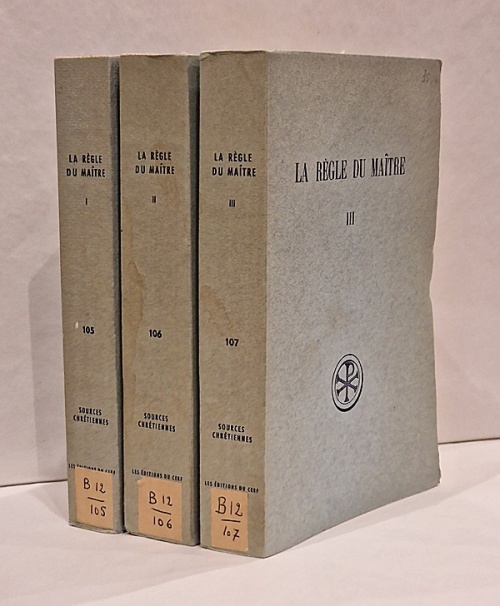 LA RÈGLE
DU MAÎTRE
I
105
SOURCES
CHRÉTIENNES
LES ÉDITIONS DU CERF
B 12
105
LA RÈGLE
DU MAÎTRE
II
106
SOURCES
CHRÉTIENNES
LES ÉDITIONS DU CERF
B 12
106
LA RÈGLE
DU MAÎTRE
III
107
SOURCES
CHRÉTIENNES
LES ÉDITIONS DU CERF
B12
107
LA RÈGLE DU MAÎTRE
III